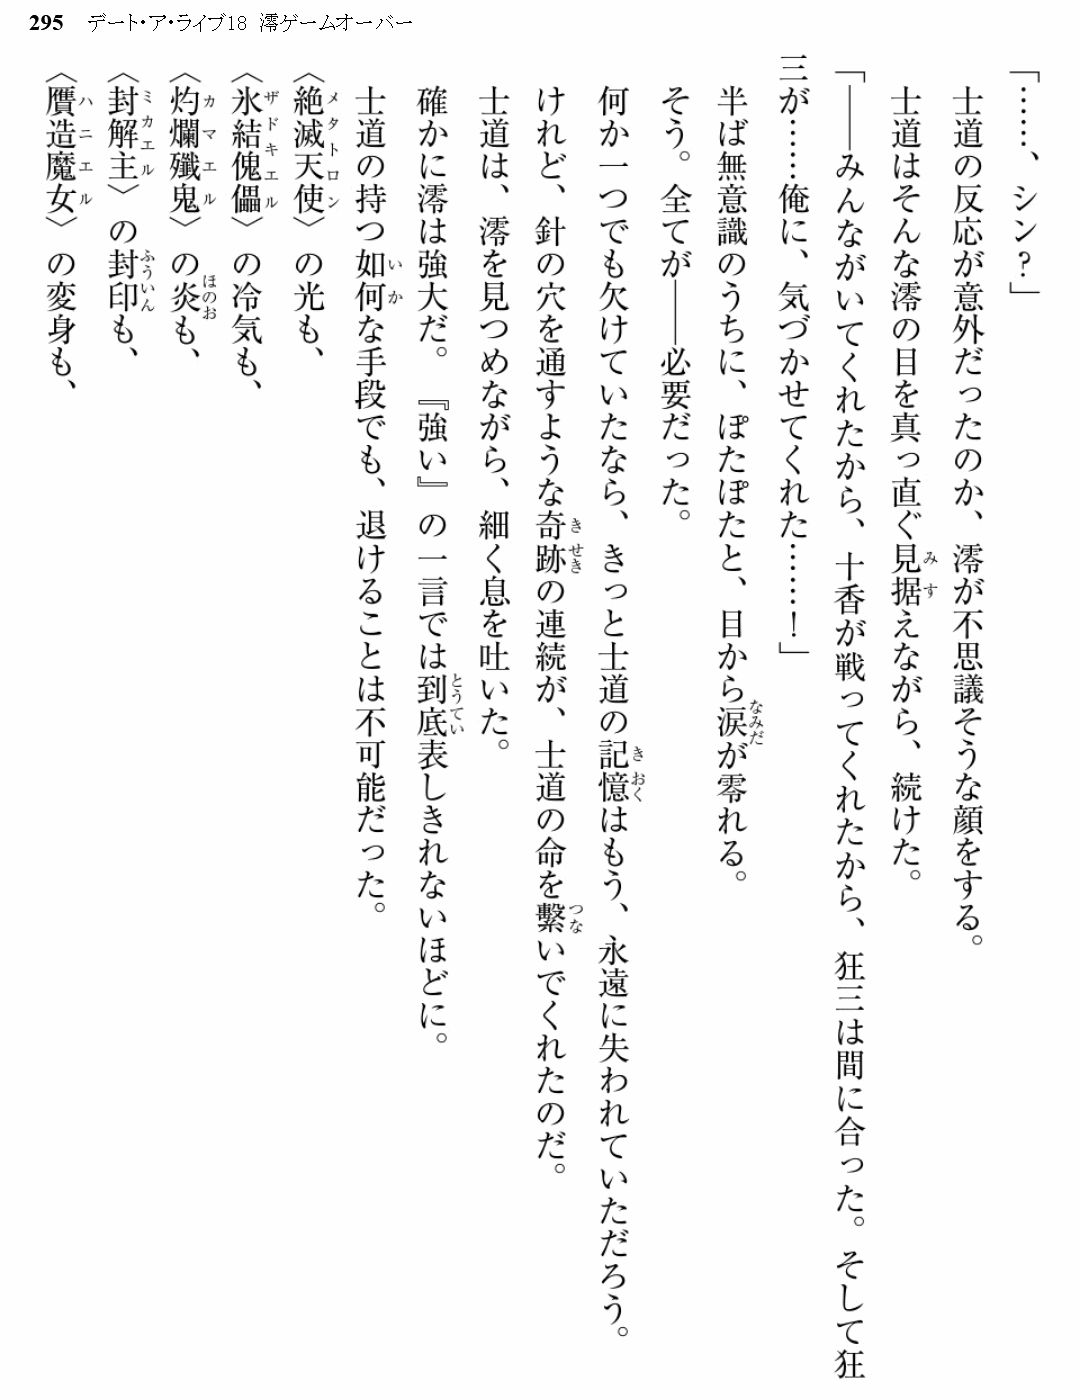 295 デート・ア・ライブ18 澪ゲームオーバー
「……、シン？」
士道の反応が意外だったのか、澪が不思議そうな顔をする。
士道はそんな澪の目を真っ直ぐ見据えながら、続けた。
「――みんながいてくれたから、十香が戦ってくれたから、狂三は間に合った。そして狂
三が……俺に、気づかせてくれた……！」
半ば無意識のうちに、ぽたぽたと、目から涙が零れる。
そう。全てが――必要だった。
何か一つでも欠けていたなら、きっと士道の記憶はもう、永遠に失われていただろう。
けれど、針の穴を通すような奇跡の連続が、士道の命を繋いでくれたのだ。
士道は、澪を見つめながら、細く息を吐いた。
確かに澪は強大だ。『強い』の一言では到底表しきれないほどに。
士道の持つ如何な手段でも、退けることは不可能だった。
〈絶滅天使〉の光も、
〈氷結傀儡〉の冷気も、
〈灼爛殲鬼〉の炎も、
〈封解主〉の封印も、
〈贋造魔女〉の変身も、